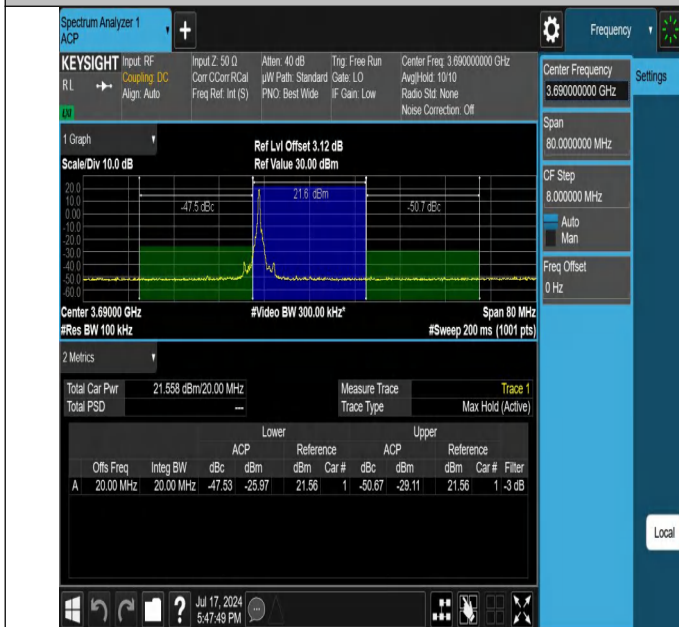 Spectrum Analyzer 1
ACP
+
Frequency
KEYSIGHT
RL
Input: RF
Coupling: DC
Align: Auto
Input Z: 50 Ω
Corr CCorr RCal
Freq Ref: Int (S)
Atten: 40 dB
µW Path: Standard
PNO: Best Wide
Trig: Free Run
Gate: LO
IF Gain: Low
Center Freq: 3.690000000 GHz
Avg|Hold: 10/10
Radio Std: None
Noise Correction: Off
Center Frequency
3.690000000 GHz
Settings
Span
80.0000000 MHz
CF Step
8.000000 MHz
Auto
Man
Freq Offset
0 Hz
1 Graph
Scale/Div 10.0 dB
Ref Lvl Offset 3.12 dB
Ref Value 30.00 dBm
20.0
10.0
0.00
-10.0
-20.0
-30.0
-40.0
-50.0
-60.0
-47.5 dBc
21.6 dBm
-50.7 dBc
Center 3.69000 GHz
#Video BW 300.00 kHz*
Span 80 MHz
#Res BW 100 kHz
#Sweep 200 ms (1001 pts)
2 Metrics
Total Car Pwr 21.558 dBm/20.00 MHz
Total PSD ---
Measure Trace Trace 1
Trace Type Max Hold (Active)
Lower Upper
ACP Reference ACP Reference
Offs Freq Integ BW dBc dBm dBm Car # dBc dBm dBm Car # Filter
A 20.00 MHz 20.00 MHz -47.53 -25.97 21.56 1 -50.67 -29.11 21.56 1 -3 dB
Local
?
Jul 17, 2024
5:47:49 PM